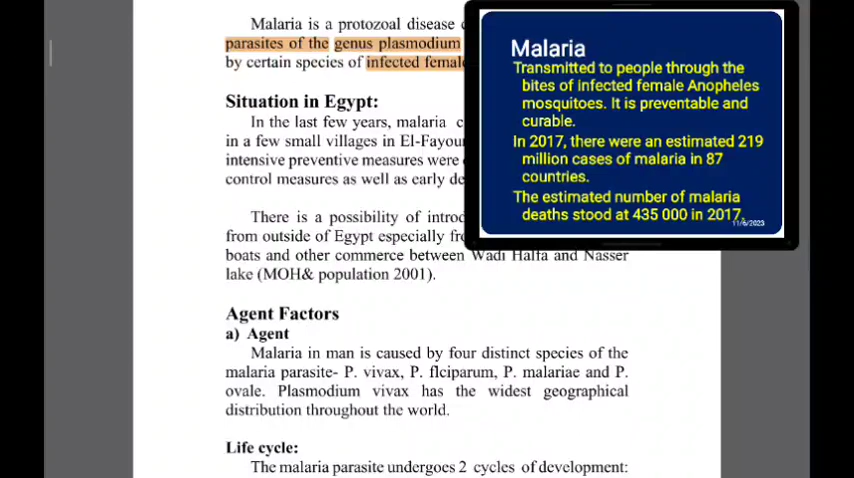 Malaria is a protozoal disease
parasites of the genus plasmodium
by certain species of infected female
Situation in Egypt:
In the last few years, malaria
in a few small villages in El-Fayou
intensive preventive measures were
control measures as well as early de
There is a possibility of introd
from outside of Egypt especially fr
boats and other commerce between Wadi Halfa and Nasser
lake (MOH& population 2001).
Agent Factors
a) Agent
Malaria in man is caused by four distinct species of the
malaria parasite- P. vivax, P. flciparum, P. malariae and P.
ovale. Plasmodium vivax has the widest geographical
distribution throughout the world.
Life cycle:
The malaria parasite undergoes 2 cycles of development:
Malaria
Transmitted to people through the
bites of infected female Anopheles
mosquitoes. It is preventable and
curable.
In 2017, there were an estimated 219
million cases of malaria in 87
countries.
The estimated number of malaria
deaths stood at 435 000 in 2017.
11/6/2023